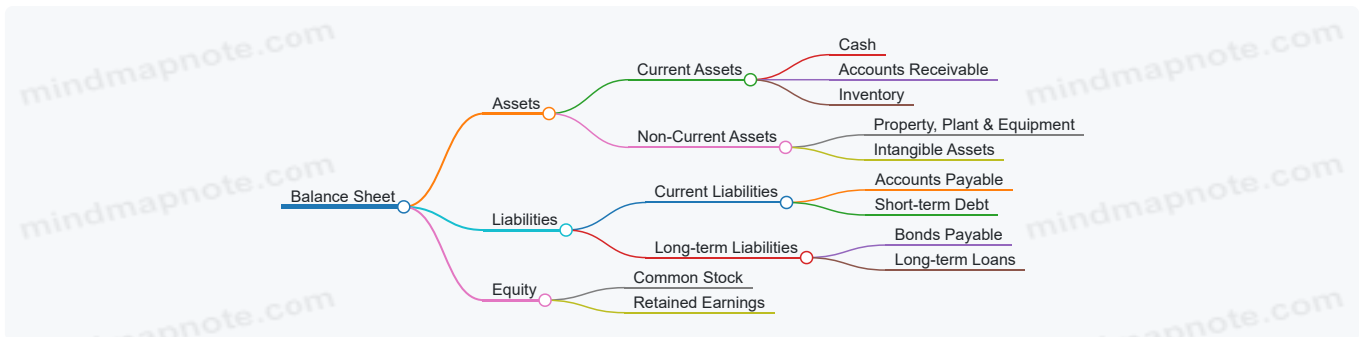 mindmapnote.com
mindmapnote.com
Cash
Current Assets
Accounts Receivable
Inventory
Assets
Property, Plant & Equipment
Non-Current Assets
Intangible Assets
mindmapnote.com
mindmapnote.com
Accounts Payable
Current Liabilities
Short-term Debt
Balance Sheet
Liabilities
Bonds Payable
Long-term Liabilities
Long-term Loans
Common Stock
Equity
Retained Earnings
mindmapnote.com
mindmapnote.com